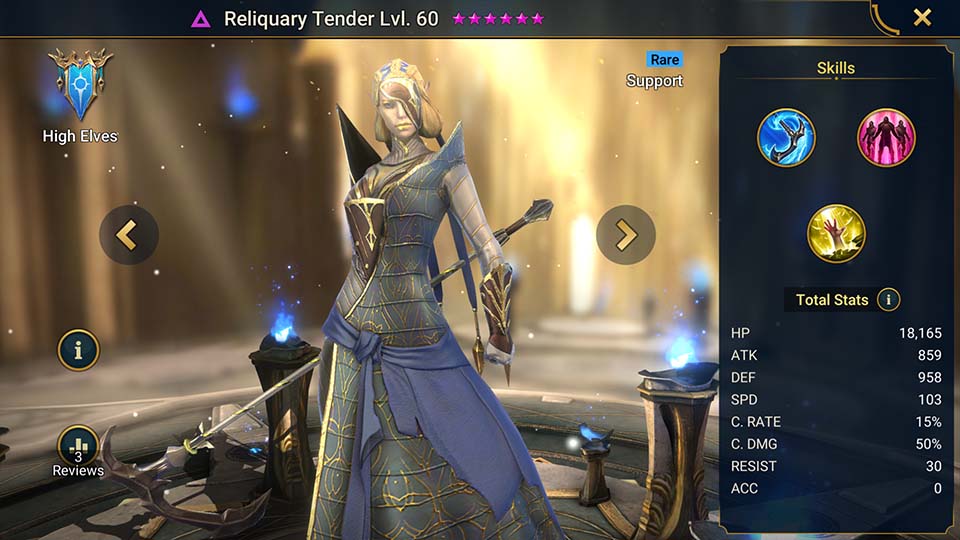 Reliquary Tender Lvl. 60
High Elves
Rare
Support
3
Reviews
Skills
Total Stats i
HP 18,165
ATK 859
DEF 958
SPD 103
C. RATE 15%
C. DMG 50%
RESIST 30
ACC 0